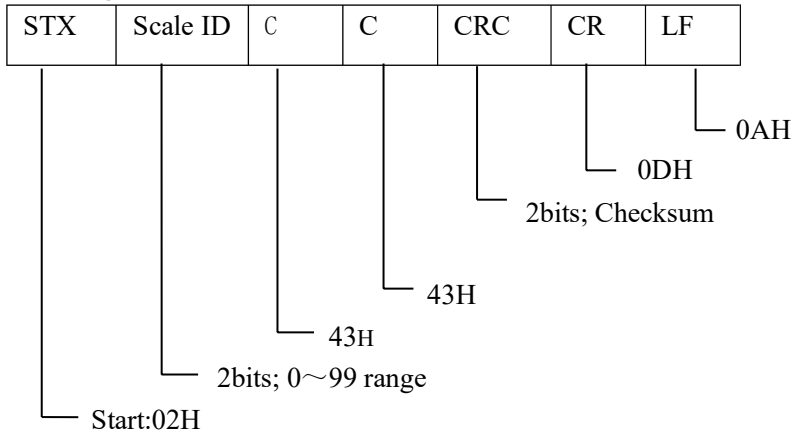 STX Scale ID C C CRC CR LF
0AH
0DH
2bits; Checksum
43H
43H
2bits; 0～99 range
Start:02H